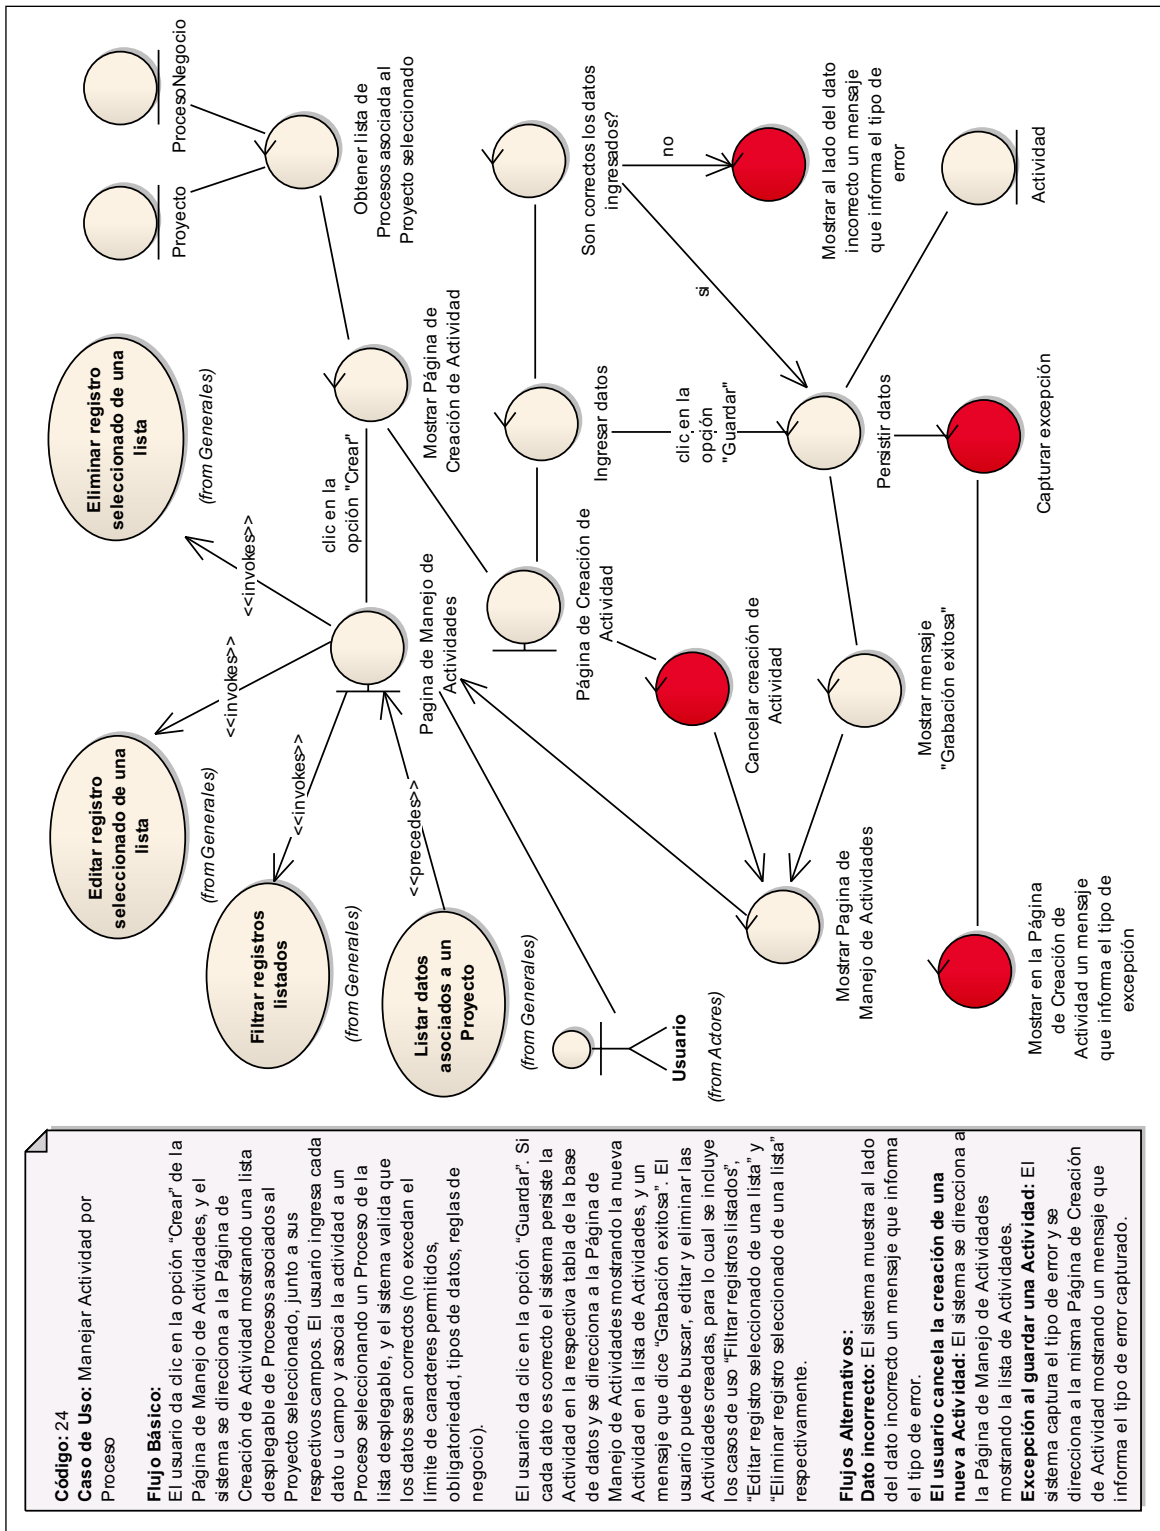 Código: 24
Caso de Uso: Manejar Actividad por
Proceso
Flujo Básico:
El usuario da clic en la opción “Crear” de la
Página de Manejo de Actividades, y el
sistema se direcciona a la Página de
Creación de Actividad mostrando una lista
desplegable de Procesos asociados al
Proyecto seleccionado, junto a sus
respectivos campos. El usuario ingresa cada
dato u campo y asocia la actividad a un
Proceso seleccionando un Proceso de la
lista desplegable, y el sistema valida que
los datos sean correctos (no excedan el
límite de caracteres permitidos,
obligatoriedad, tipos de datos, reglas de
negocio).
El usuario da clic en la opción “Guardar”. Si
cada dato es correcto el sistema persiste la
Actividad en la respectiva tabla de la base
de datos y se direcciona a la Página de
Manejo de Actividades mostrando la nueva
Actividad en la lista de Actividades, y un
mensaje que dice “Grabación exitosa”. El
usuario puede buscar, editar y eliminar las
Actividades creadas, para lo cual se incluye
los casos de uso “Filtrar registros listados”,
“Editar registro seleccionado de una lista” y
“Eliminar registro seleccionado de una lista”
respectivamente.
Flujos Alternativos:
Dato incorrecto: El sistema muestra al lado
del dato incorrecto un mensaje que informa
el tipo de error.
El usuario cancela la creación de una
nueva Actividad: El sistema se direcciona a
la Página de Manejo de Actividades
mostrando la lista de Actividades.
Excepción al guardar una Actividad: El
sistema captura el tipo de error y se
direcciona a la misma Página de Creación
de Actividad mostrando un mensaje que
informa el tipo de error capturado.
Editar registro
seleccionado de una
lista
(from Generales)
Eliminar registro
seleccionado de una
lista
(from Generales)
Proyecto
ProcesoNegocio
Filtrar registros
listados
(from Generales)
<<invokes>>
<<invokes>>
<<invokes>>
Listar datos
asociados a un
Proyecto
(from Generales)
<<precedes>>
clic en la
opción "Crear"
Obtener lista de
Procesos asociada al
Proyecto seleccionado
Pagina de Manejo de
Actividades
Mostrar Página de
Creación de Actividad
Usuario
(from Actores)
Página de Creación de
Actividad
Ingresar datos
Son correctos los datos
ingresados?
clic en la
opción
"Guardar"
si
no
Cancelar creación de
Actividad
Mostrar al lado del dato
incorrecto un mensaje
que informa el tipo de
error
Mostrar Pagina de
Manejo de Actividades
Mostrar mensaje
"Grabación exitosa"
Persistir datos
Actividad
Mostrar en la Página
de Creación de
Actividad un mensaje
que informa el tipo de
excepción
Capturar excepción